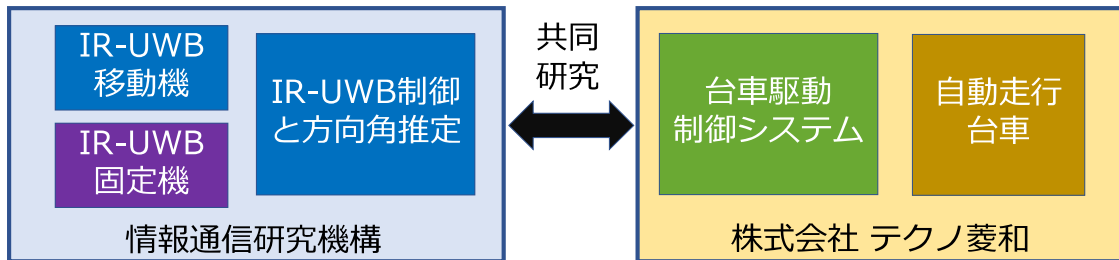 IR-UWB
移動機
IR-UWB
固定機
IR-UWB制御
と方向角推定
情報通信研究機構
共同
研究
台車駆動
制御システム
自動走行
台車
株式会社 テクノ菱和